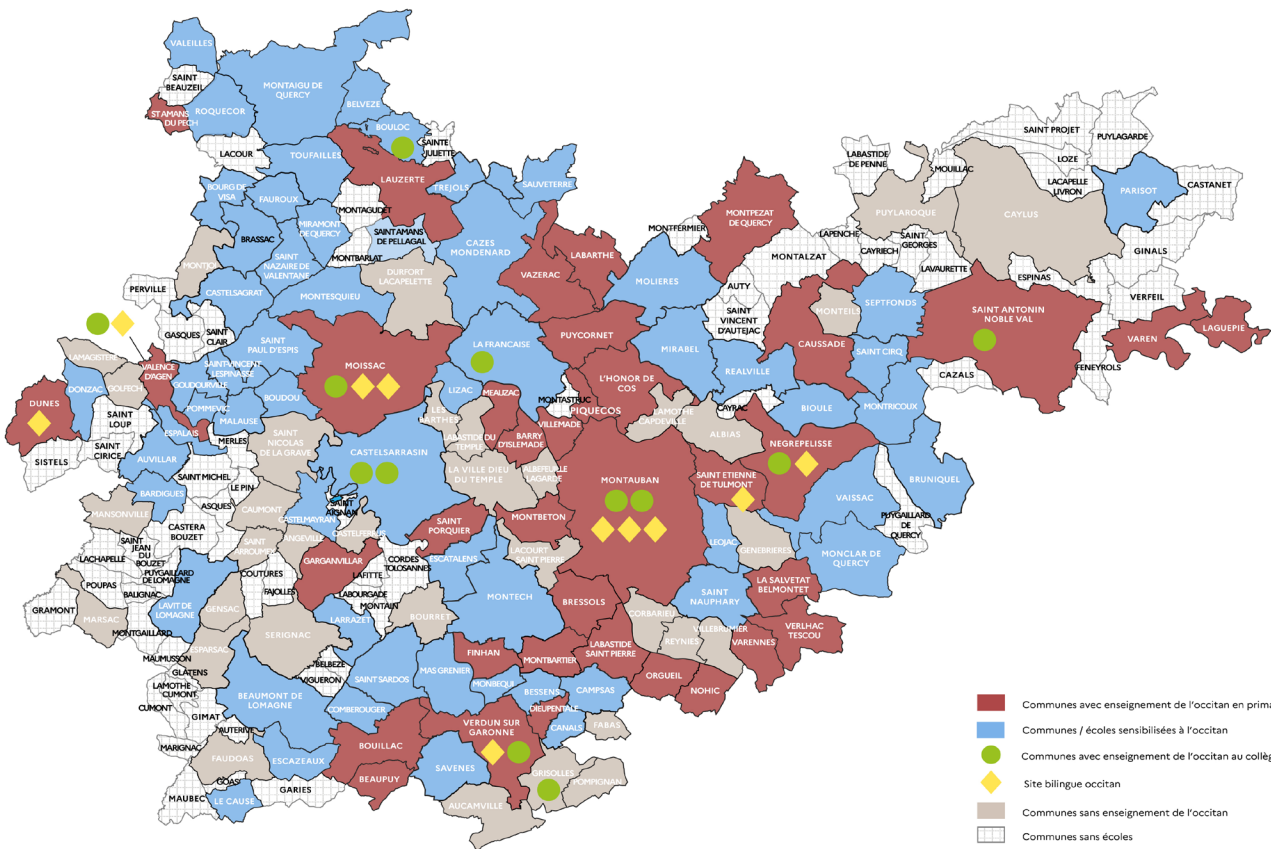 VALEILLES
SAINT
BEAUZEIL
MONTAIGU DE
QUERCY
ST AMANS
DU PECH
ROQUECOR
BELVEZE
BOULOC
SAINTE
JULIETTE
LACOUR
TOUFAILLES
LAUZERTE
TREJOLS
SAUVETERRE
BOURG DE
VISA
FAUROUX
MONTAGUDET
MIRAMONT
DE QUERCY
SAINT AMANS
DE PELLAGAL
BRASSAC
MONTBARLAT
CAZES
MONDENARD
SAINT
NAZAIRE DE
VALENTANE
MONTJOI
DURFORT
LACAPELETTE
CASTELSAGRAT
MONTESQUIEU
VAZERAC
LABARTHE
MOLIERES
MONTFERMIER
MONTPEZAT
DE QUERCY
LABASTIDE
DE PENNE
MOUILLAC
SAINT PROJET
PUYLAGARDE
LOZE
LACAPELLE
LIVRON
PARISOT
CASTANET
PUYLAROQUE
CAYLUS
LAPENCHE
SAINT
GEORGES
CAYRIECH
MONTALZAT
LAVAURETTE
ESPINAS
GINALS
VERFEIL
AUTY
SAINT
VINCENT
D'AUTEJAC
MONTEILS
SEPTFONDS
SAINT ANTONIN
NOBLE VAL
VAREN
LAGUEPIE
FENEYROLS
PERVILLE
GASQUES
SAINT
CLAIR
SAINT
PAUL D'ESPIS
MOISSAC
LA FRANCAISE
PUYCORNET
MIRABEL
REALVILLE
CAUSSADE
SAINT CIRQ
CAZALS
LAMAGISTERE
VALENCE
D'AGEN
SAINT-VINCENT
LESPINASSE
GOUDOURVILLE
DONZAC
GOLFECH
BOUDOU
LIZAC
MEAUZAC
MONTASTRUC
L'HONOR DE
COS
PIQUECOS
LAMOTHE
CAPDEVILLE
CAYRAC
BIOULE
MONTRICOUX
DUNES
SAINT
LOUP
POMMEVIC
MALAUSE
ESPALAIS
MERLES
SAINT
NICOLAS
DE LA GRAVE
LES
BARTHES
LABASTIDE DU
TEMPLE
BARRY
D'ISLEMADE
VILLEMADE
ALBIAS
NEGREPELISSE
SISTELS
SAINT
CIRICE
AUVILLAR
SAINT MICHEL
CASTELSARRASIN
LA VILLE DIEU
DU TEMPLE
ALBEFEUILLE
LAGARDE
MONTAUBAN
SAINT ETIENNE
DE TULMONT
VAISSAC
BRUNIQUEL
BARDIGUES
LE PIN
MANSONVILLE
ASQUES
CAUMONT
CASTELMAYRAN
SAINT
AIGNAN
SAINT
PORQUIER
MONTBETON
LEOJAC
GENEBRIERES
PUYGAILLARD
DE
QUERCY
CASTERA
BOUZET
SAINT
ARROUMEX
ANGEVILLE
CASTELFERRUS
LACOURT
SAINT PIERRE
MONCLAR DE
QUERCY
LACHAPELLE
SAINT
JEAN
DU
BOUZET
PUYGAILLARD
DE LOMAGNE
GARGANVILLAR
CORDES
TOLOSANNES
ESCATALENS
LAFITTE
COUTURES
FAJOLLES
LABOURGADE
MONTAIN
POUPAS
BALIGNAC
GRAMONT
MARSAC
LAVIT DE
LOMAGNE
GENSAC
MONTECH
BRESSOLS
SAINT
NAUPHARY
LA SALVETAT
BELMONTET
MONTGAILLARD
LARRAZET
BOURRET
CORBARIEU
VILLEBRUMIER
VERLHAC
TESCOU
MAUMUSSON
ESPARSAC
SERIGNAC
REYNIES
VARENNES
GLATENS
BELBEZE
VIGUERON
FINHAN
MONTBARTIER
LABASTIDE
SAINT PIERRE
LAMOTHE
CUMONT
CUMONT
SAINT SARDOS
MAS GRENIER
ORGUEIL
NOHIC
BEAUMONT DE
LOMAGNE
COMBEROUGER
MONBEQUI
BESSENS
CAMPSAS
DIEUPENTALE
GIMAT
AUTERIVE
VERDUN SUR
GARONNE
CANALS
FABAS
MARIGNAC
FAUDOAS
ESCAZEAUX
BOUILLAC
SAVENES
GRISOLLES
POMPIGNAN
BEAUPUY
GOAS
GARIES
MAUBEC
LE CAUSE
AUCAMVILLE
Communes avec enseignement de l'occitan en prima
Communes / écoles sensibilisées à l'occitan
Communes avec enseignement de l'occitan au collèg
Site bilingue occitan
Communes sans enseignement de l'occitan
Communes sans écoles